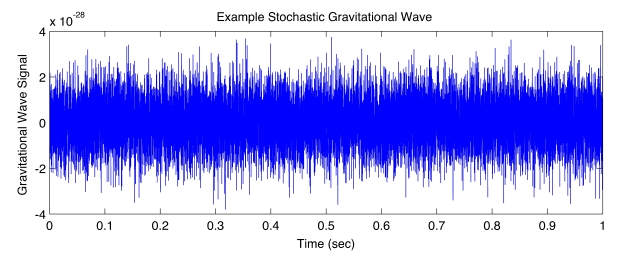 Example Stochastic Gravitational Wave
x 10^-28
Gravitational Wave Signal
4
2
0
-2
-4
0 0.1 0.2 0.3 0.4 0.5 0.6 0.7 0.8 0.9 1
Time (sec)